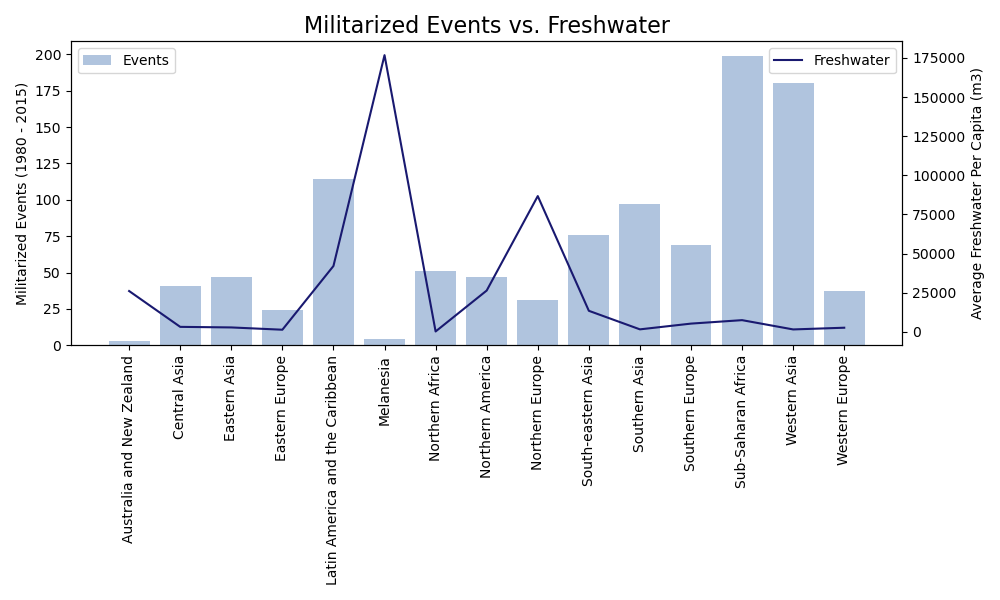 Militarized Events vs. Freshwater
Events
Freshwater
Militarized Events (1980 - 2015)
200
175
150
125
100
75
50
25
0
175000
150000
125000
100000
75000
50000
25000
0
Average Freshwater Per Capita (m3)
Australia and New Zealand
Central Asia
Eastern Asia
Eastern Europe
Latin America and the Caribbean
Melanesia
Northern Africa
Northern America
Northern Europe
South-eastern Asia
Southern Asia
Southern Europe
Sub-Saharan Africa
Western Asia
Western Europe